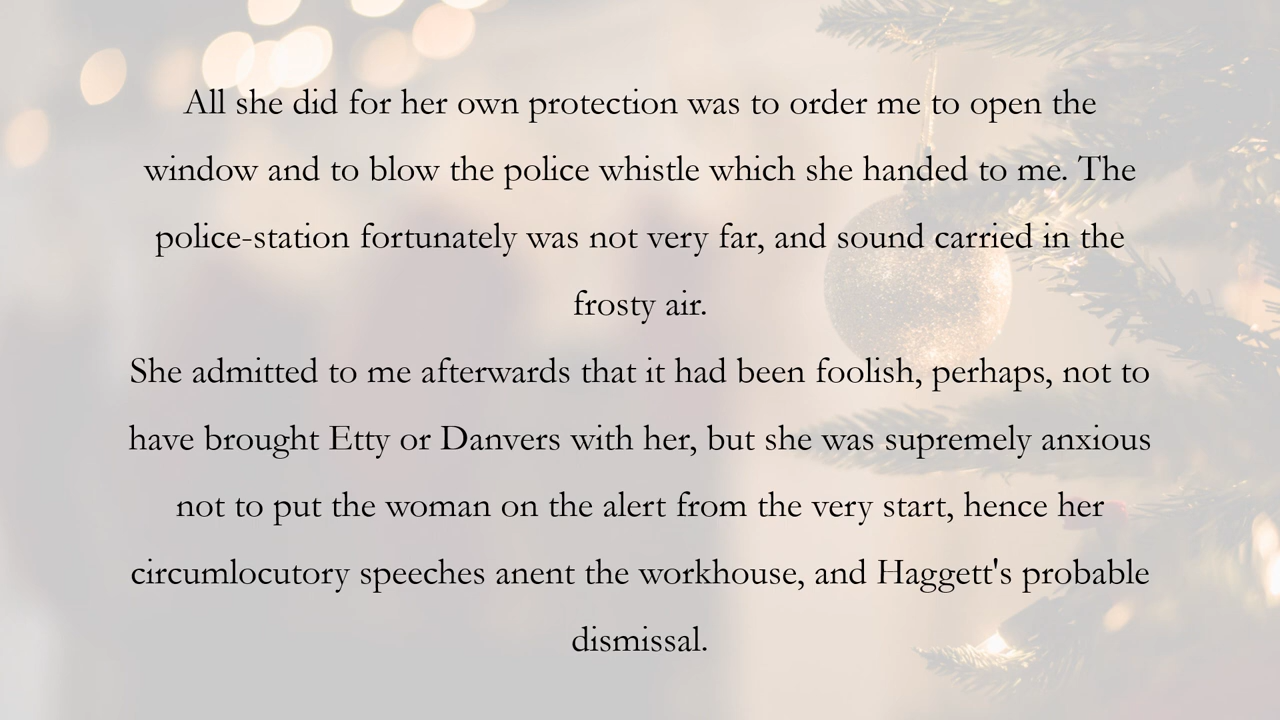 All she did for her own protection was to order me to open the
window and to blow the police whistle which she handed to me. The
police-station fortunately was not very far, and sound carried in the
frosty air.
She admitted to me afterwards that it had been foolish, perhaps, not to
have brought Etty or Danvers with her, but she was supremely anxious
not to put the woman on the alert from the very start, hence her
circumlocutory speeches anent the workhouse, and Haggett's probable
dismissal.